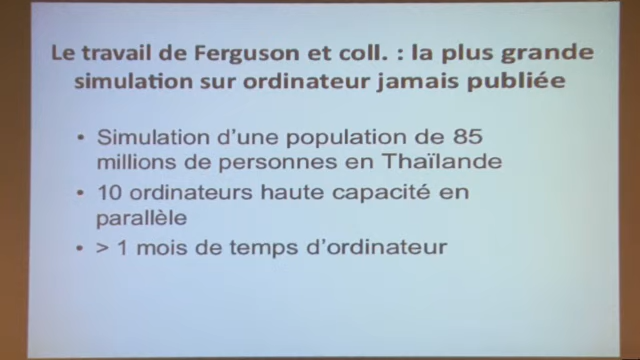 Le travail de Ferguson et coll. : la plus grande
simulation sur ordinateur jamais publiée
• Simulation d'une population de 85
millions de personnes en Thaïlande
• 10 ordinateurs haute capacité en
parallèle
• > 1 mois de temps d'ordinateur